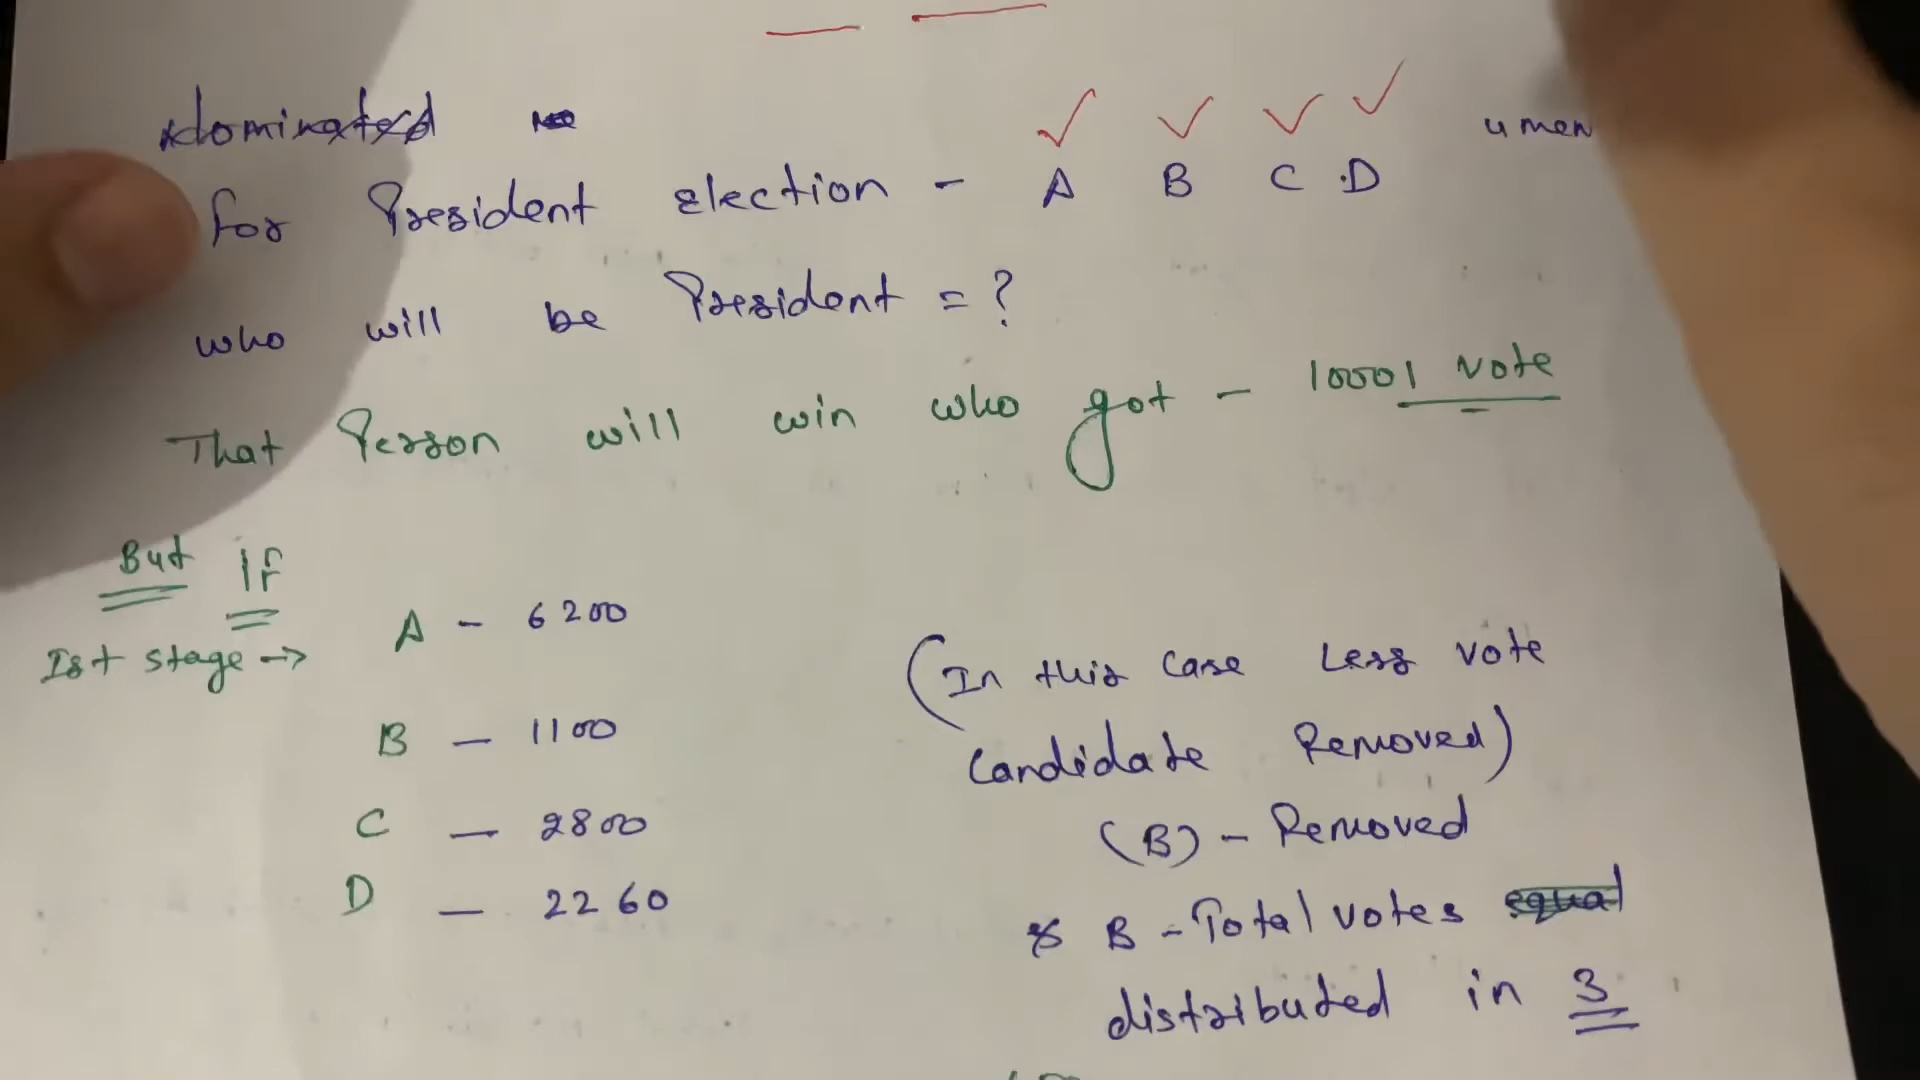 Nominated
For President election - A B C D 4 men
who will be President = ?
That Person will win who got - 10001 vote
But If
Ist stage → A - 6200
B - 1100
C - 2800
D - 2260
(In this case Less vote
candidate Removed)
(B) - Removed
* B - Total votes equal
distributed in 3